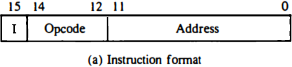 15 14 12 11 0
I Opcode Address
(a) Instruction format